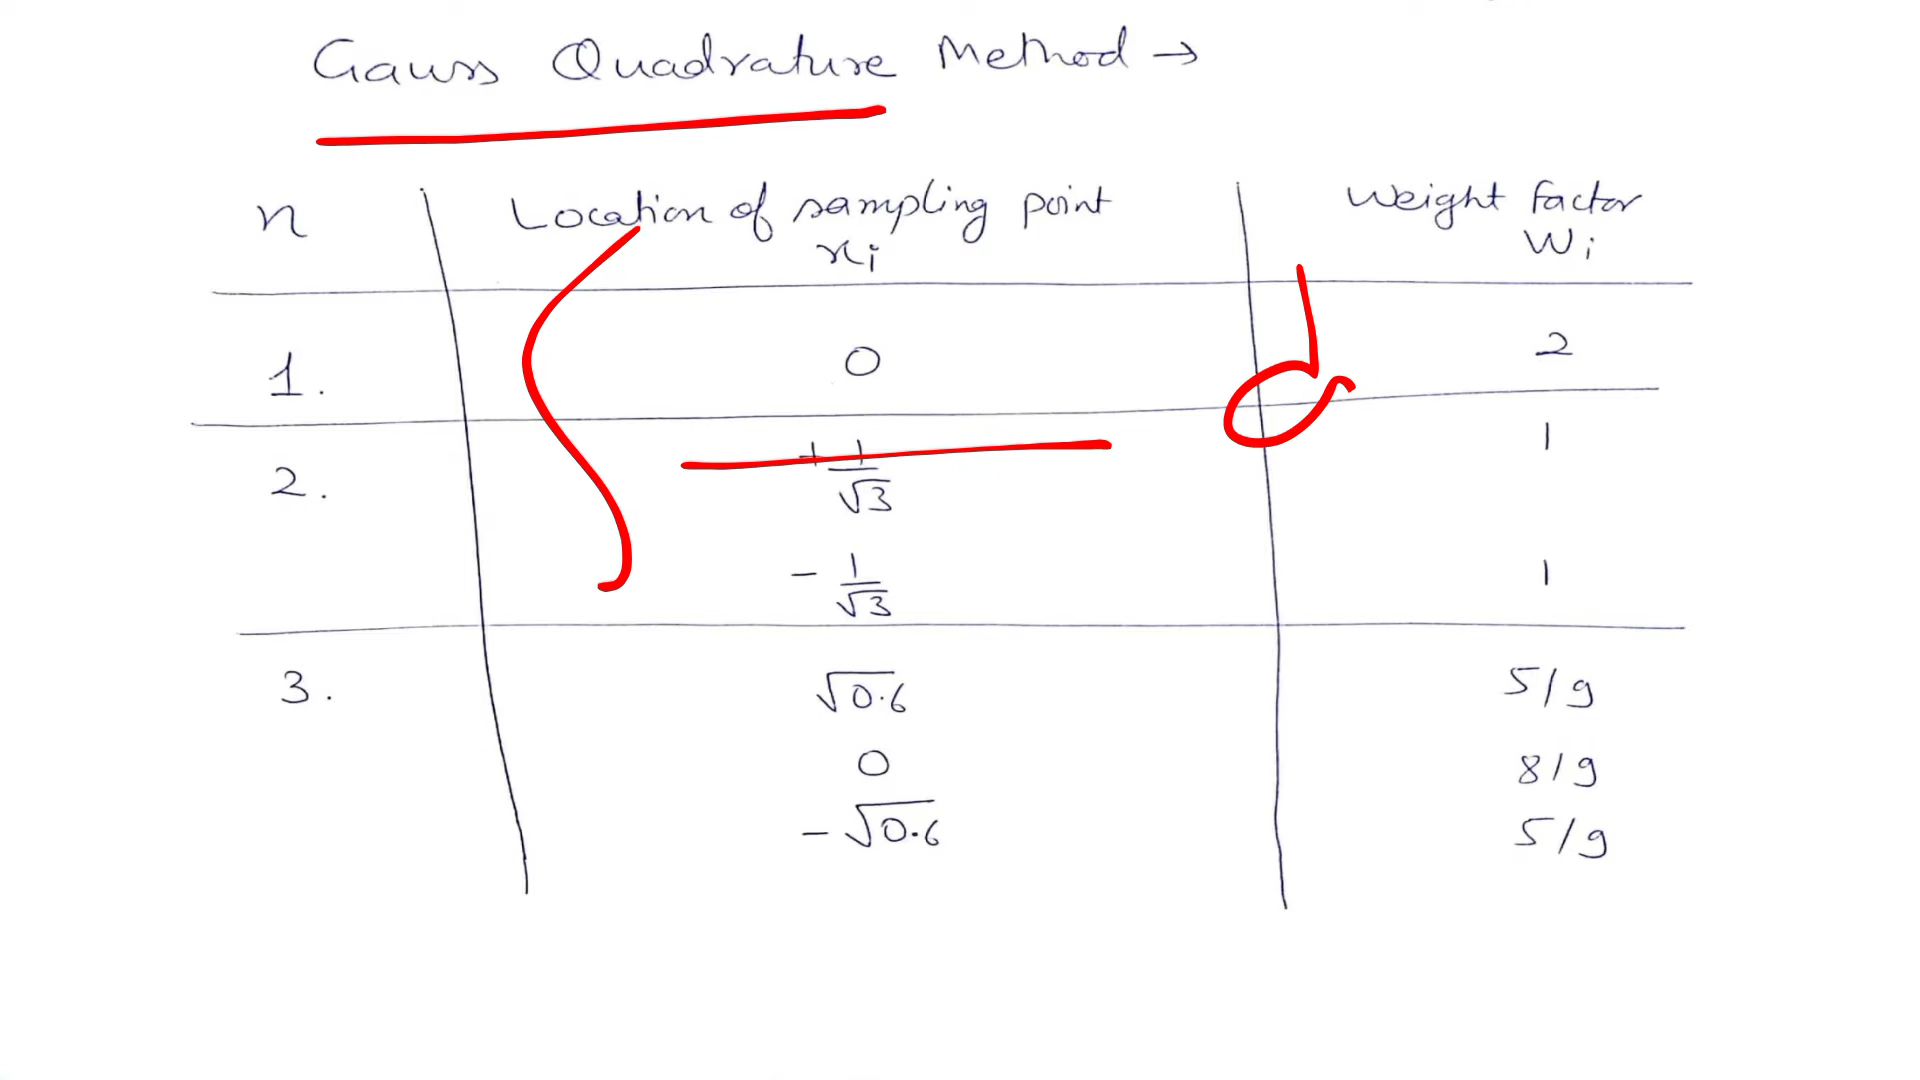 Gauss Quadrature Method →
n Location of sampling point Weight factor
xi Wi
1. 0 2
2. + 1/√3 1
- 1/√3 1
3. √0.6 5/9
0 8/9
- √0.6 5/9